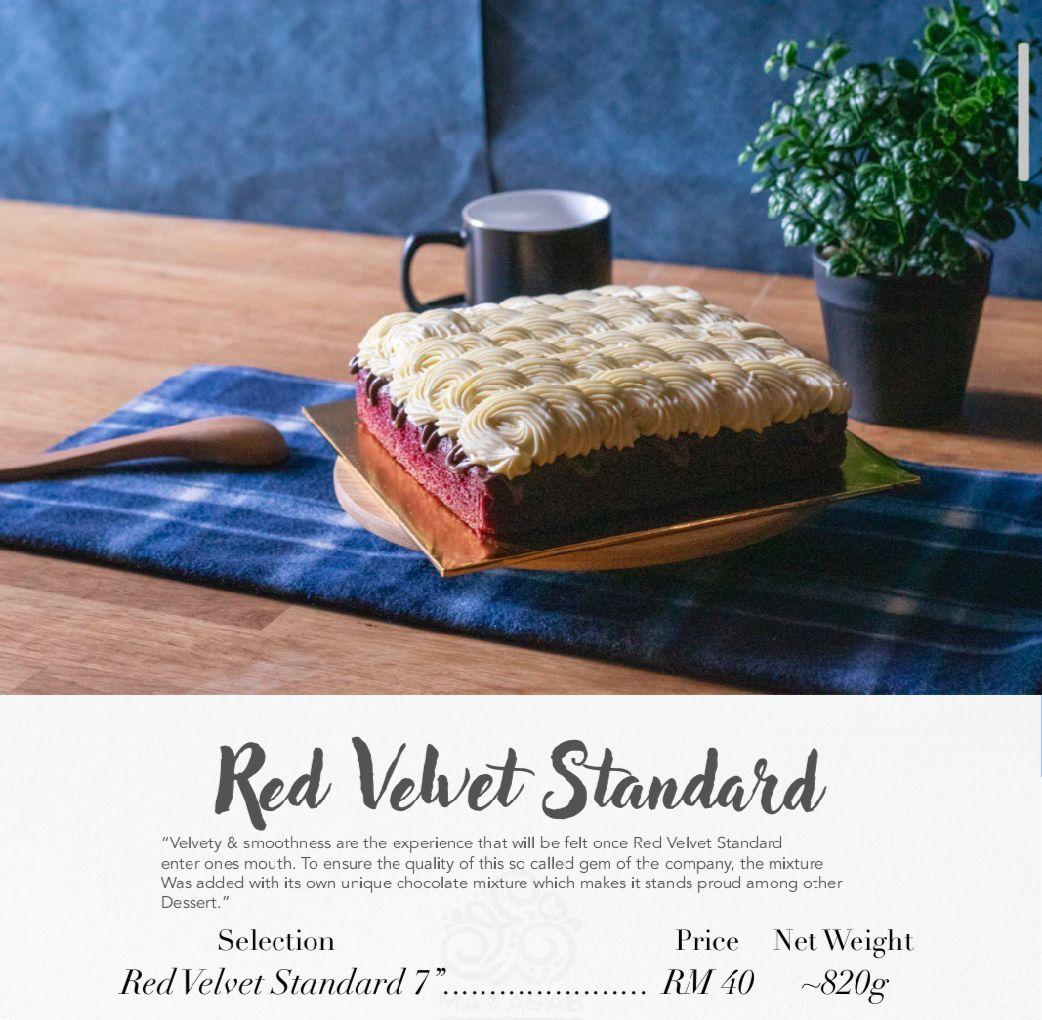 Red Velvet Standard
“Velvety & smoothness are the experience that will be felt once Red Velvet Standard
enter ones mouth. To ensure the quality of this so called gem of the company, the mixture
Was added with its own unique chocolate mixture which makes it stands proud among other
Dessert.”
Selection Price Net Weight
Red Velvet Standard 7”...................... RM 40 ~820g
MAMASAB